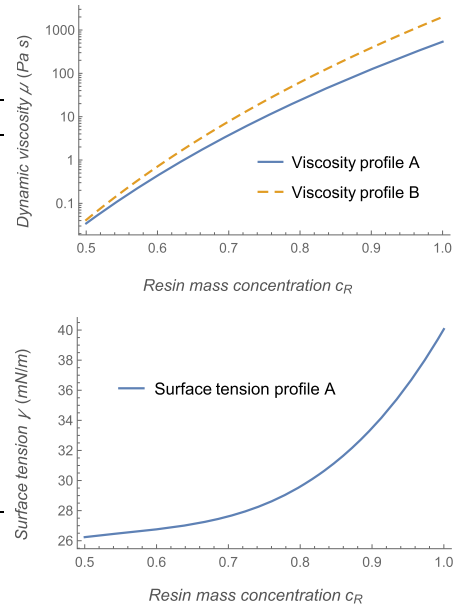 Dynamic viscosity μ (Pa s)
1000
100
10
1
0.1
Viscosity profile A
Viscosity profile B
0.5 0.6 0.7 0.8 0.9 1.0
Resin mass concentration cR
Surface tension γ (mN/m)
40
38
36
34
32
30
28
26
Surface tension profile A
0.5 0.6 0.7 0.8 0.9 1.0
Resin mass concentration cR